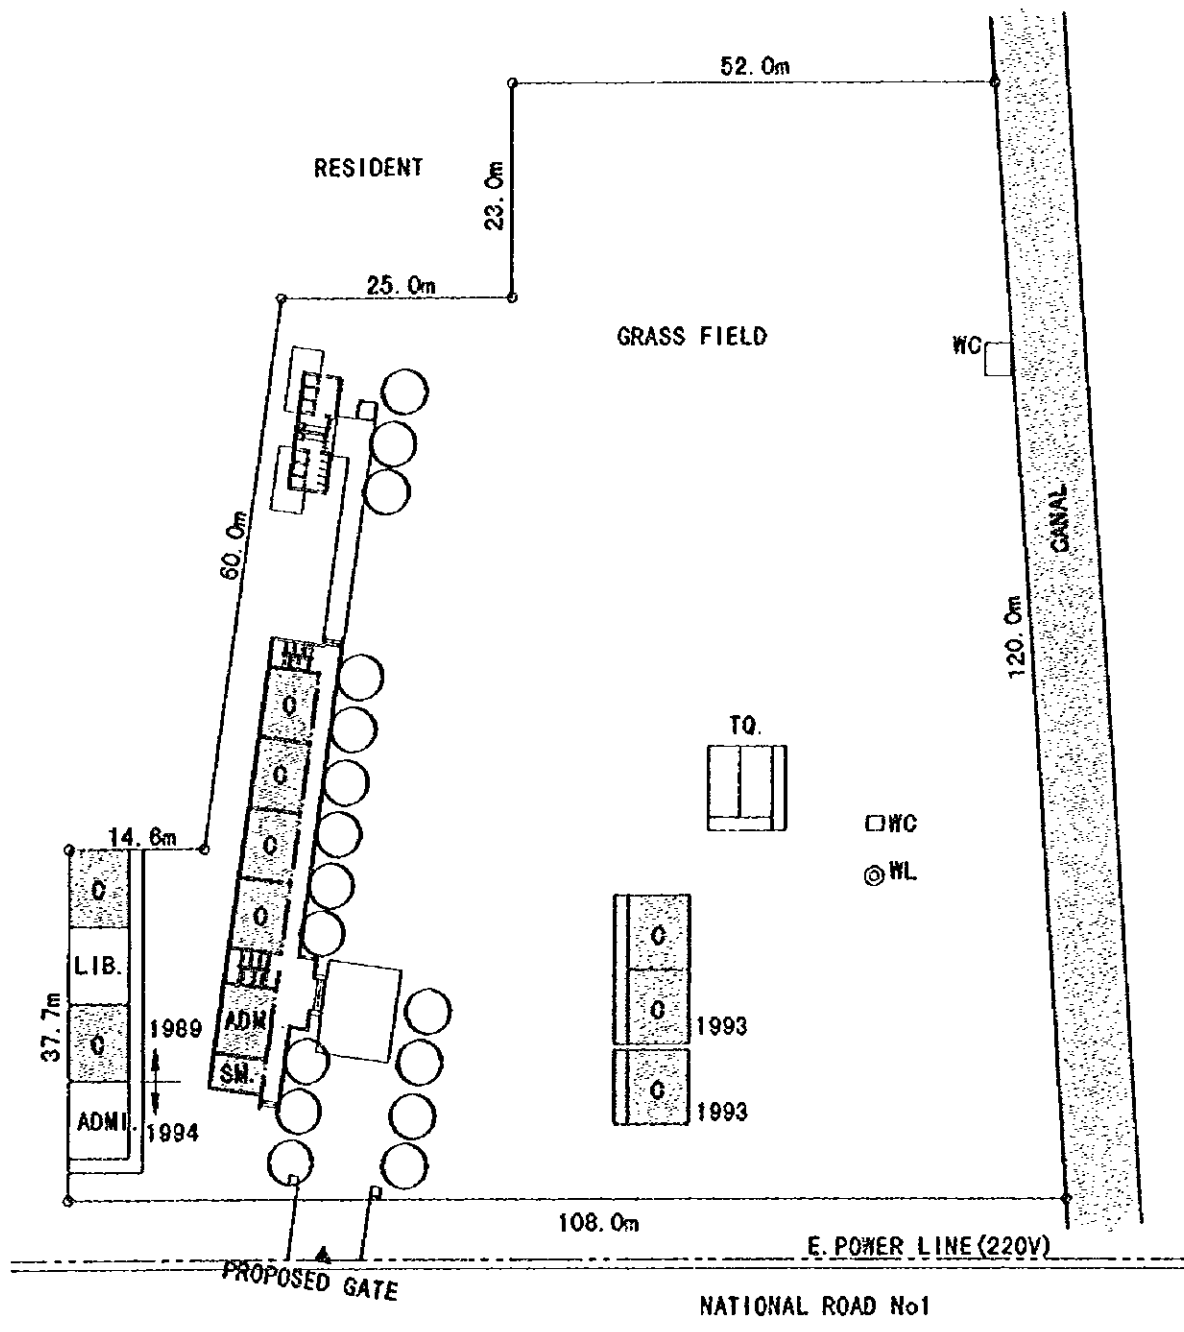 52.0m
RESIDENT
23.0m
25.0m
GRASS FIELD
WC
CANAL
60.0m
120.0m
C
TQ.
C
14.6m
C
WC
WL
C
C
C
LIB.
C
37.7m
1989
ADM
C
1993
SM.
C
1993
ADMI.
1994
108.0m
E. POWER LINE(220V)
PROPOSED GATE
NATIONAL ROAD No1